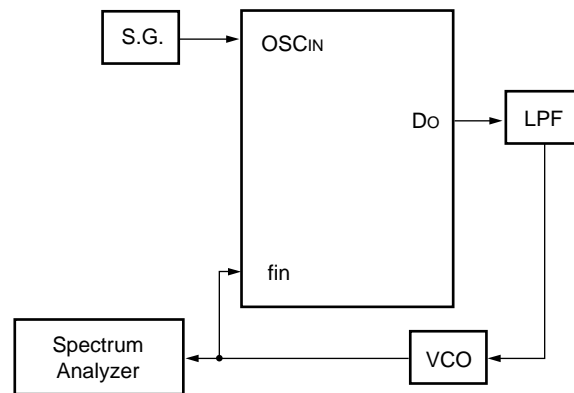 S.G.
OSCIN
Do
LPF
fin
Spectrum
Analyzer
VCO